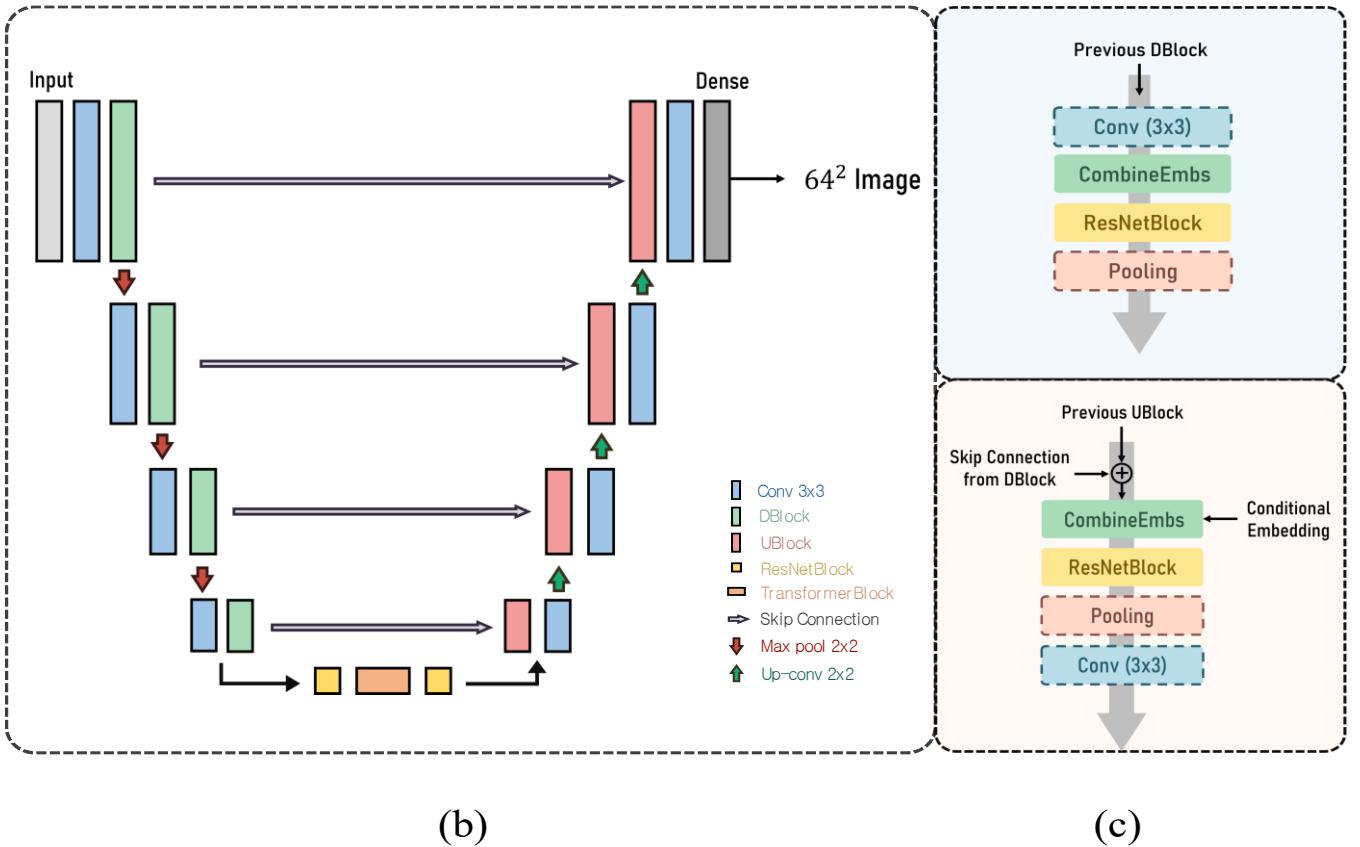 Input
Dense
64² Image
Conv 3x3
DBlock
UBlock
ResNetBlock
TransformerBlock
Skip Connection
Max pool 2x2
Up-conv 2x2
(b)
Previous DBlock
Conv (3x3)
CombineEmbs
ResNetBlock
Pooling
Previous UBlock
Skip Connection
from DBlock
+
CombineEmbs
Conditional
Embedding
ResNetBlock
Pooling
Conv (3x3)
(c)